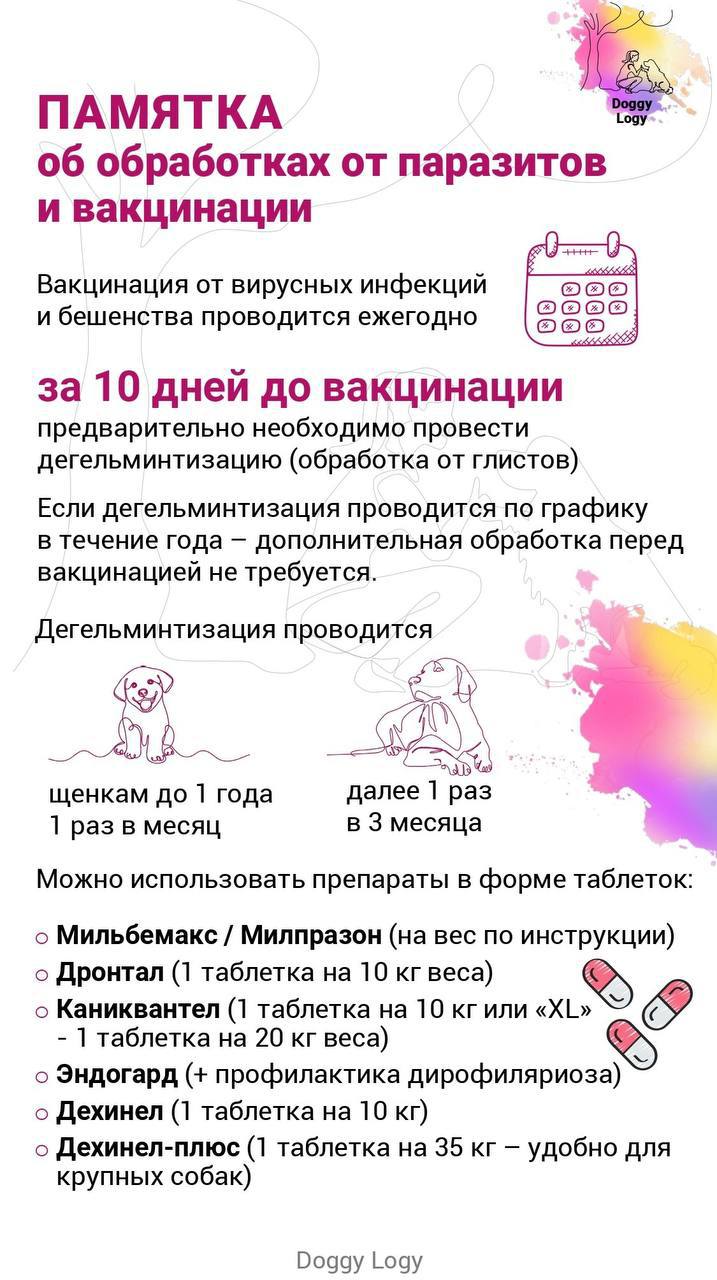 Doggy
Logy
ПАМЯТКА
об обработках от паразитов
и вакцинации
Вакцинация от вирусных инфекций
и бешенства проводится ежегодно
за 10 дней до вакцинации
предварительно необходимо провести
дегельминтизацию (обработка от глистов)
Если дегельминтизация проводится по графику
в течение года – дополнительная обработка перед
вакцинацией не требуется.
Дегельминтизация проводится
щенкам до 1 года
1 раз в месяц
далее 1 раз
в 3 месяца
Можно использовать препараты в форме таблеток:
○ Мильбемакс / Милпразон (на вес по инструкции)
○ Дронтал (1 таблетка на 10 кг веса)
○ Каниквантел (1 таблетка на 10 кг или «XL»
- 1 таблетка на 20 кг веса)
○ Эндогард (+ профилактика дирофиляриоза)
○ Дехинел (1 таблетка на 10 кг)
○ Дехинел-плюс (1 таблетка на 35 кг – удобно для
крупных собак)
Doggy Logy